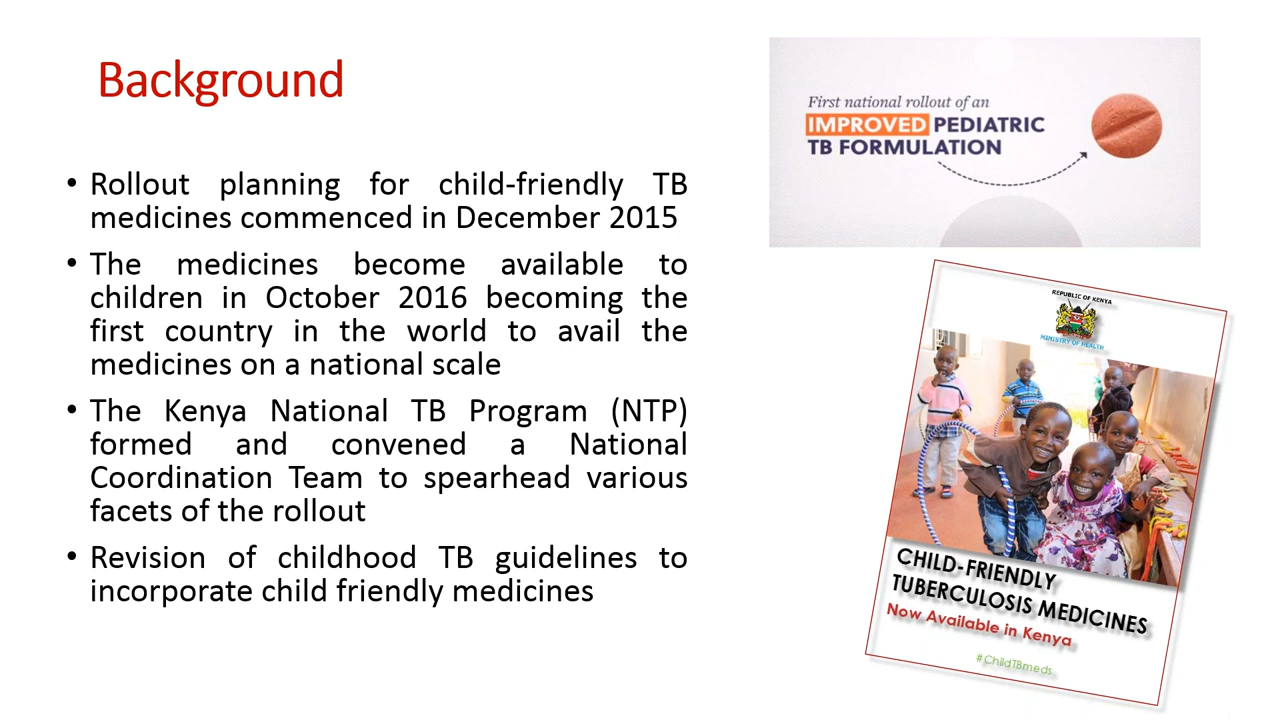 Background
• Rollout planning for child-friendly TB
medicines commenced in December 2015
• The medicines become available to
children in October 2016 becoming the
first country in the world to avail the
medicines on a national scale
• The Kenya National TB Program (NTP)
formed and convened a National
Coordination Team to spearhead various
facets of the rollout
• Revision of childhood TB guidelines to
incorporate child friendly medicines
First national rollout of an
IMPROVED PEDIATRIC
TB FORMULATION
REPUBLIC OF KENYA
MINISTRY OF HEALTH
CHILD-FRIENDLY
TUBERCULOSIS MEDICINES
Now Available in Kenya
#ChildTBmeds